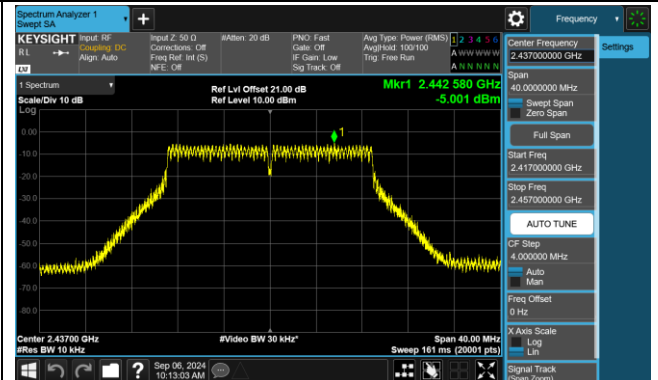 Spectrum Analyzer 1
Swept SA
Frequency
KEYSIGHT
RL
Input: RF
Coupling: DC
Align: Auto
Input Z: 50 Ω
Corrections: Off
Freq Ref: Int (S)
NFE: Off
#Atten: 20 dB
PNO: Fast
Gate: Off
IF Gain: Low
Sig Track: Off
Avg Type: Power (RMS)
Avg|Hold: 100/100
Trig: Free Run
1 2 3 4 5 6
A W W W W W
A N N N N N
LXI
1 Spectrum
Scale/Div 10 dB
Ref Lvl Offset 21.00 dB
Ref Level 10.00 dBm
Mkr1 2.442 580 GHz
-5.001 dBm
Log
0.00
-10.0
-20.0
-30.0
-40.0
-50.0
-60.0
-70.0
-80.0
1
Center 2.43700 GHz
#Res BW 10 kHz
#Video BW 30 kHz*
Span 40.00 MHz
Sweep 161 ms (20001 pts)
Sep 06, 2024
10:13:03 AM
Center Frequency
2.437000000 GHz
Settings
Span
40.0000000 MHz
Swept Span
Zero Span
Full Span
Start Freq
2.417000000 GHz
Stop Freq
2.457000000 GHz
AUTO TUNE
CF Step
4.000000 MHz
Auto
Man
Freq Offset
0 Hz
X Axis Scale
Log
Lin
Signal Track
(Span Zoom)